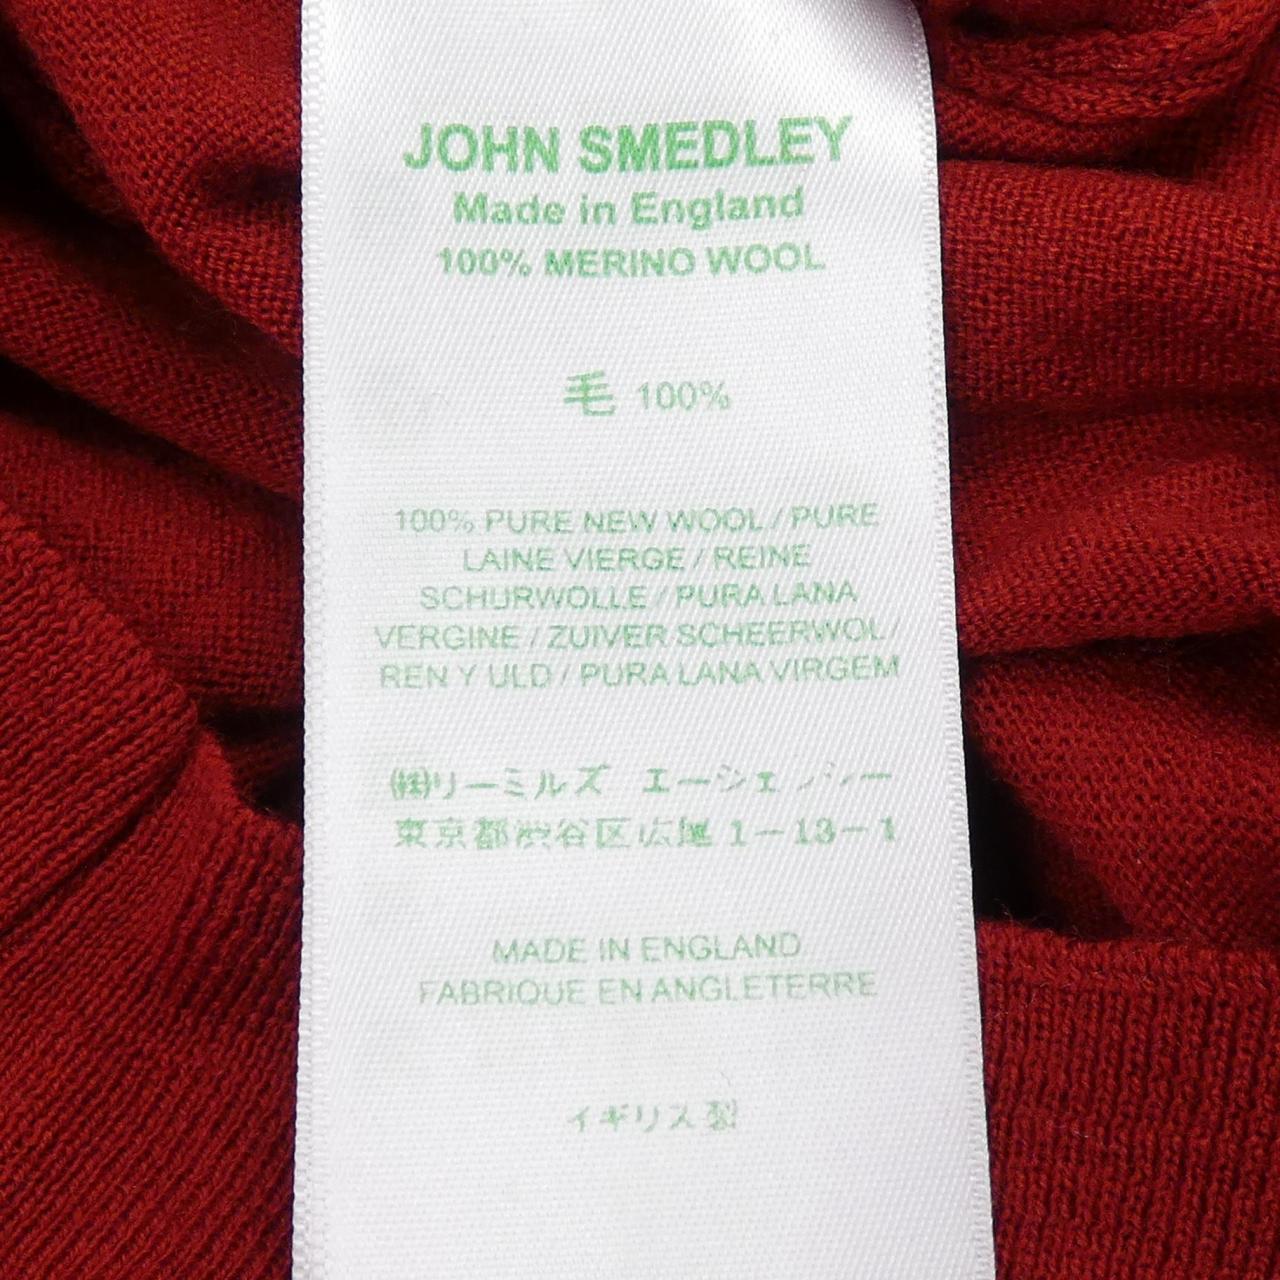 JOHN SMEDLEY
Made in England
100% MERINO WOOL
毛 100%
100% PURE NEW WOOL / PURE
LAINE VIERGE / REINE
SCHURWOLLE / PURA LANA
VERGINE / ZUIVER SCHEERWOL /
REN Y ULD / PURA LANA VIRGEM
㈱リーミルズ エージェンシー
東京都渋谷区広尾 1－13－1
MADE IN ENGLAND
FABRIQUE EN ANGLETERRE
イギリス製